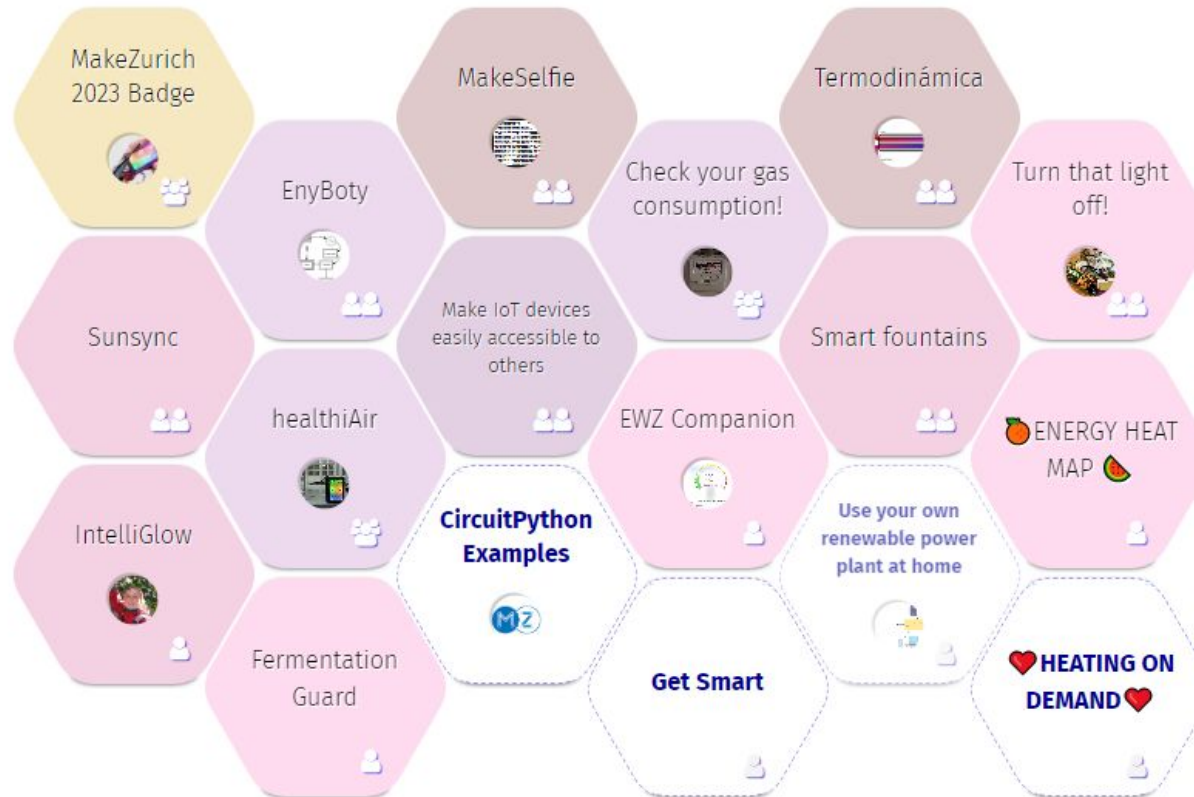 MakeZurich
2023 Badge
MakeSelfie
Termodinámica
EnyBoty
Check your gas
consumption!
Turn that light
off!
Sunsync
Make IoT devices
easily accessible to
others
Smart fountains
healthiAir
EWZ Companion
🍊ENERGY HEAT
MAP 🍉
IntelliGlow
CircuitPython
Examples
MZ
Use your own
renewable power
plant at home
Fermentation
Guard
Get Smart
❤️HEATING ON
DEMAND❤️